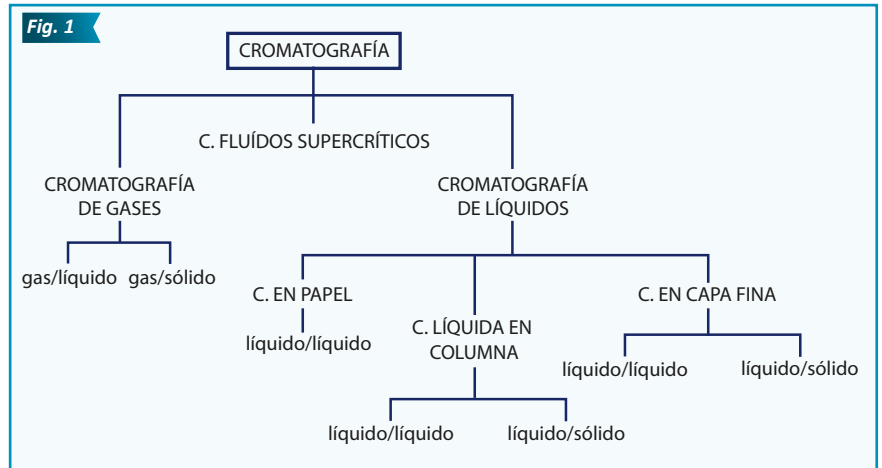 Fig. 1
CROMATOGRAFÍA
C. FLUÍDOS SUPERCRÍTICOS
CROMATOGRAFÍA
DE GASES
CROMATOGRAFÍA
DE LÍQUIDOS
gas/líquido gas/sólido
C. EN PAPEL
líquido/líquido
C. LÍQUIDA EN
COLUMNA
líquido/líquido
líquido/sólido
C. EN CAPA FINA
líquido/líquido
líquido/sólido